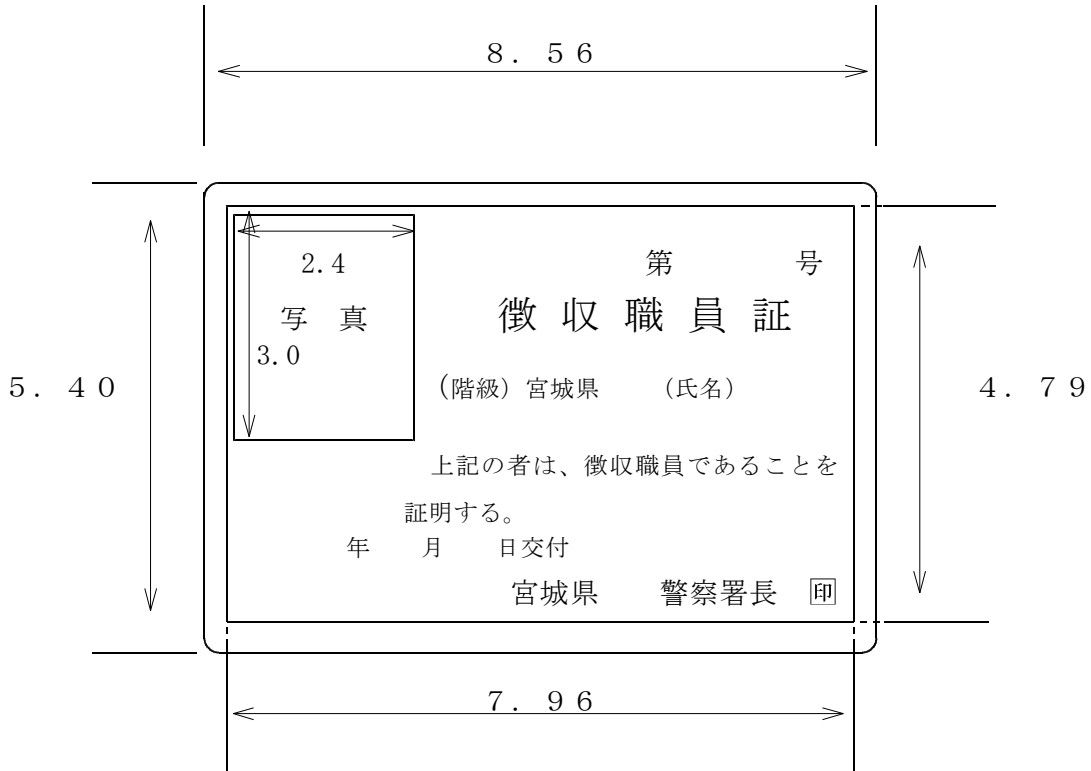 ８．５６
2.4
第　　　　号
写　真
徴収職員証
3.0
５．４０
（階級）宮城県　　（氏名）
４．７９
上記の者は、徴収職員であることを
証明する。
年　　月　　日交付
宮城県　　警察署長　印
７．９６